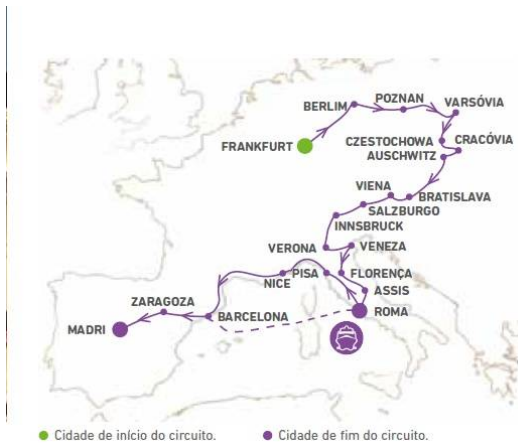 BERLIM
POZNAN
VARSÓVIA
FRANKFURT
CZESTOCHOWA
CRACÓVIA
AUSCHWITZ
VIENA
BRATISLAVA
SALZBURGO
INNSBRUCK
VERONA
VENEZA
NICE
PISA
FLORENÇA
ASSIS
ZARAGOZA
BARCELONA
ROMA
MADRI
Cidade de início do circuito.
Cidade de fim do circuito.